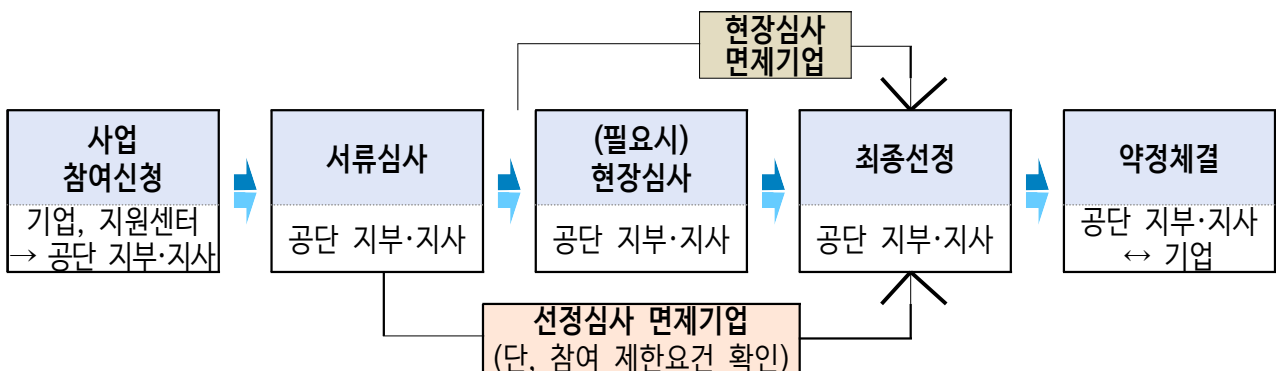 현장심사
면제기업
사업
참여신청
기업, 지원센터
→ 공단 지부·지사
서류심사
공단 지부·지사
(필요시)
현장심사
공단 지부·지사
최종선정
공단 지부·지사
약정체결
공단 지부·지사
↔ 기업
선정심사 면제기업
(단, 참여 제한요건 확인)